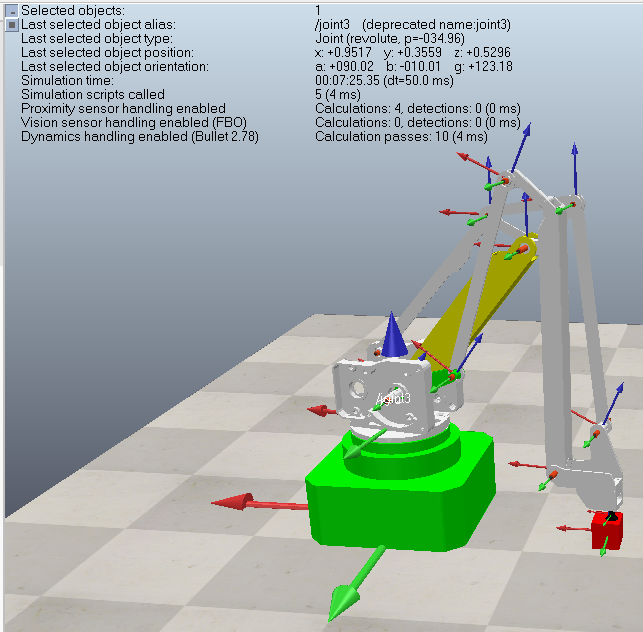 Selected objects: 1
Last selected object alias: /joint3 (deprecated name:joint3)
Last selected object type: Joint (revolute, p=-034.96)
Last selected object position: x: +0.9517 y: +0.3559 z: +0.5296
Last selected object orientation: a: +090.02 b: -010.01 g: +123.18
Simulation time: 00:07:25.35 (dt=50.0 ms)
Simulation scripts called 5 (4 ms)
Proximity sensor handling enabled Calculations: 4, detections: 0 (0 ms)
Vision sensor handling enabled (FBO) Calculations: 0, detections: 0 (0 ms)
Dynamics handling enabled (Bullet 2.78) Calculation passes: 10 (4 ms)
/joint3